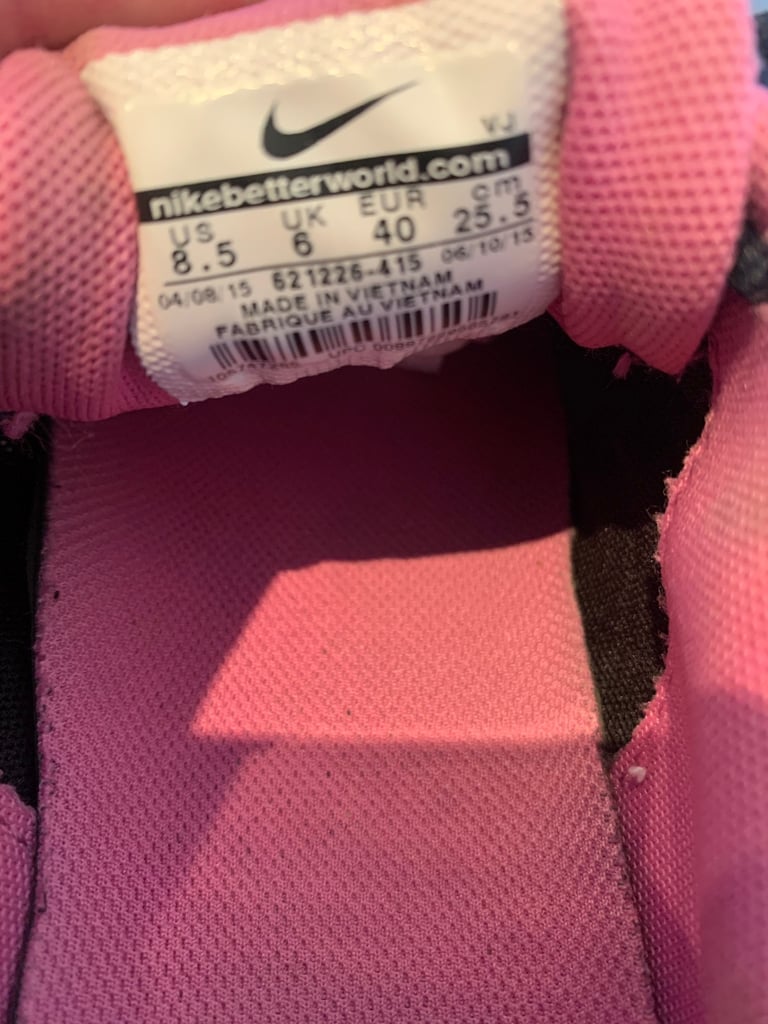 VJ
nikebetterworld.com
US UK EUR cm
8.5 6 40 25.5
04/08/15 621226-415 06/10/15
MADE IN VIETNAM
FABRIQUE AU VIETNAM
UPC